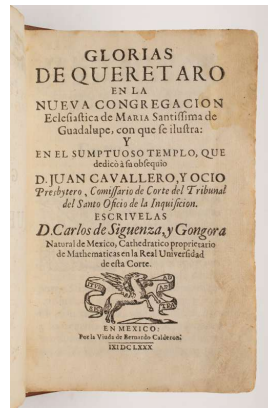 GLORIAS
DE QUERETARO
EN LA
NUEVA CONGREGACION
Eclesiastica de MARIA Santissima de
Guadalupe, con que se ilustra:
Y
EN EL SUMPTUOSO TEMPLO, QUE
dedicò à su obsequio
D. JUAN CAVALLERO, Y OCIO
Presbytero, Comissario de Corte del Tribunal
del Santo Oficio de la Inquisicion.
ESCRIVELAS
D. Carlos de Siguenza, y Gongora
Natural de Mexico, Cathedratico proprietario
de Mathematicas en la Real Universidad
de esta Corte.
EN MEXICO:
Por la Viuda de Bernardo Calderon.
IXI DC LXXX